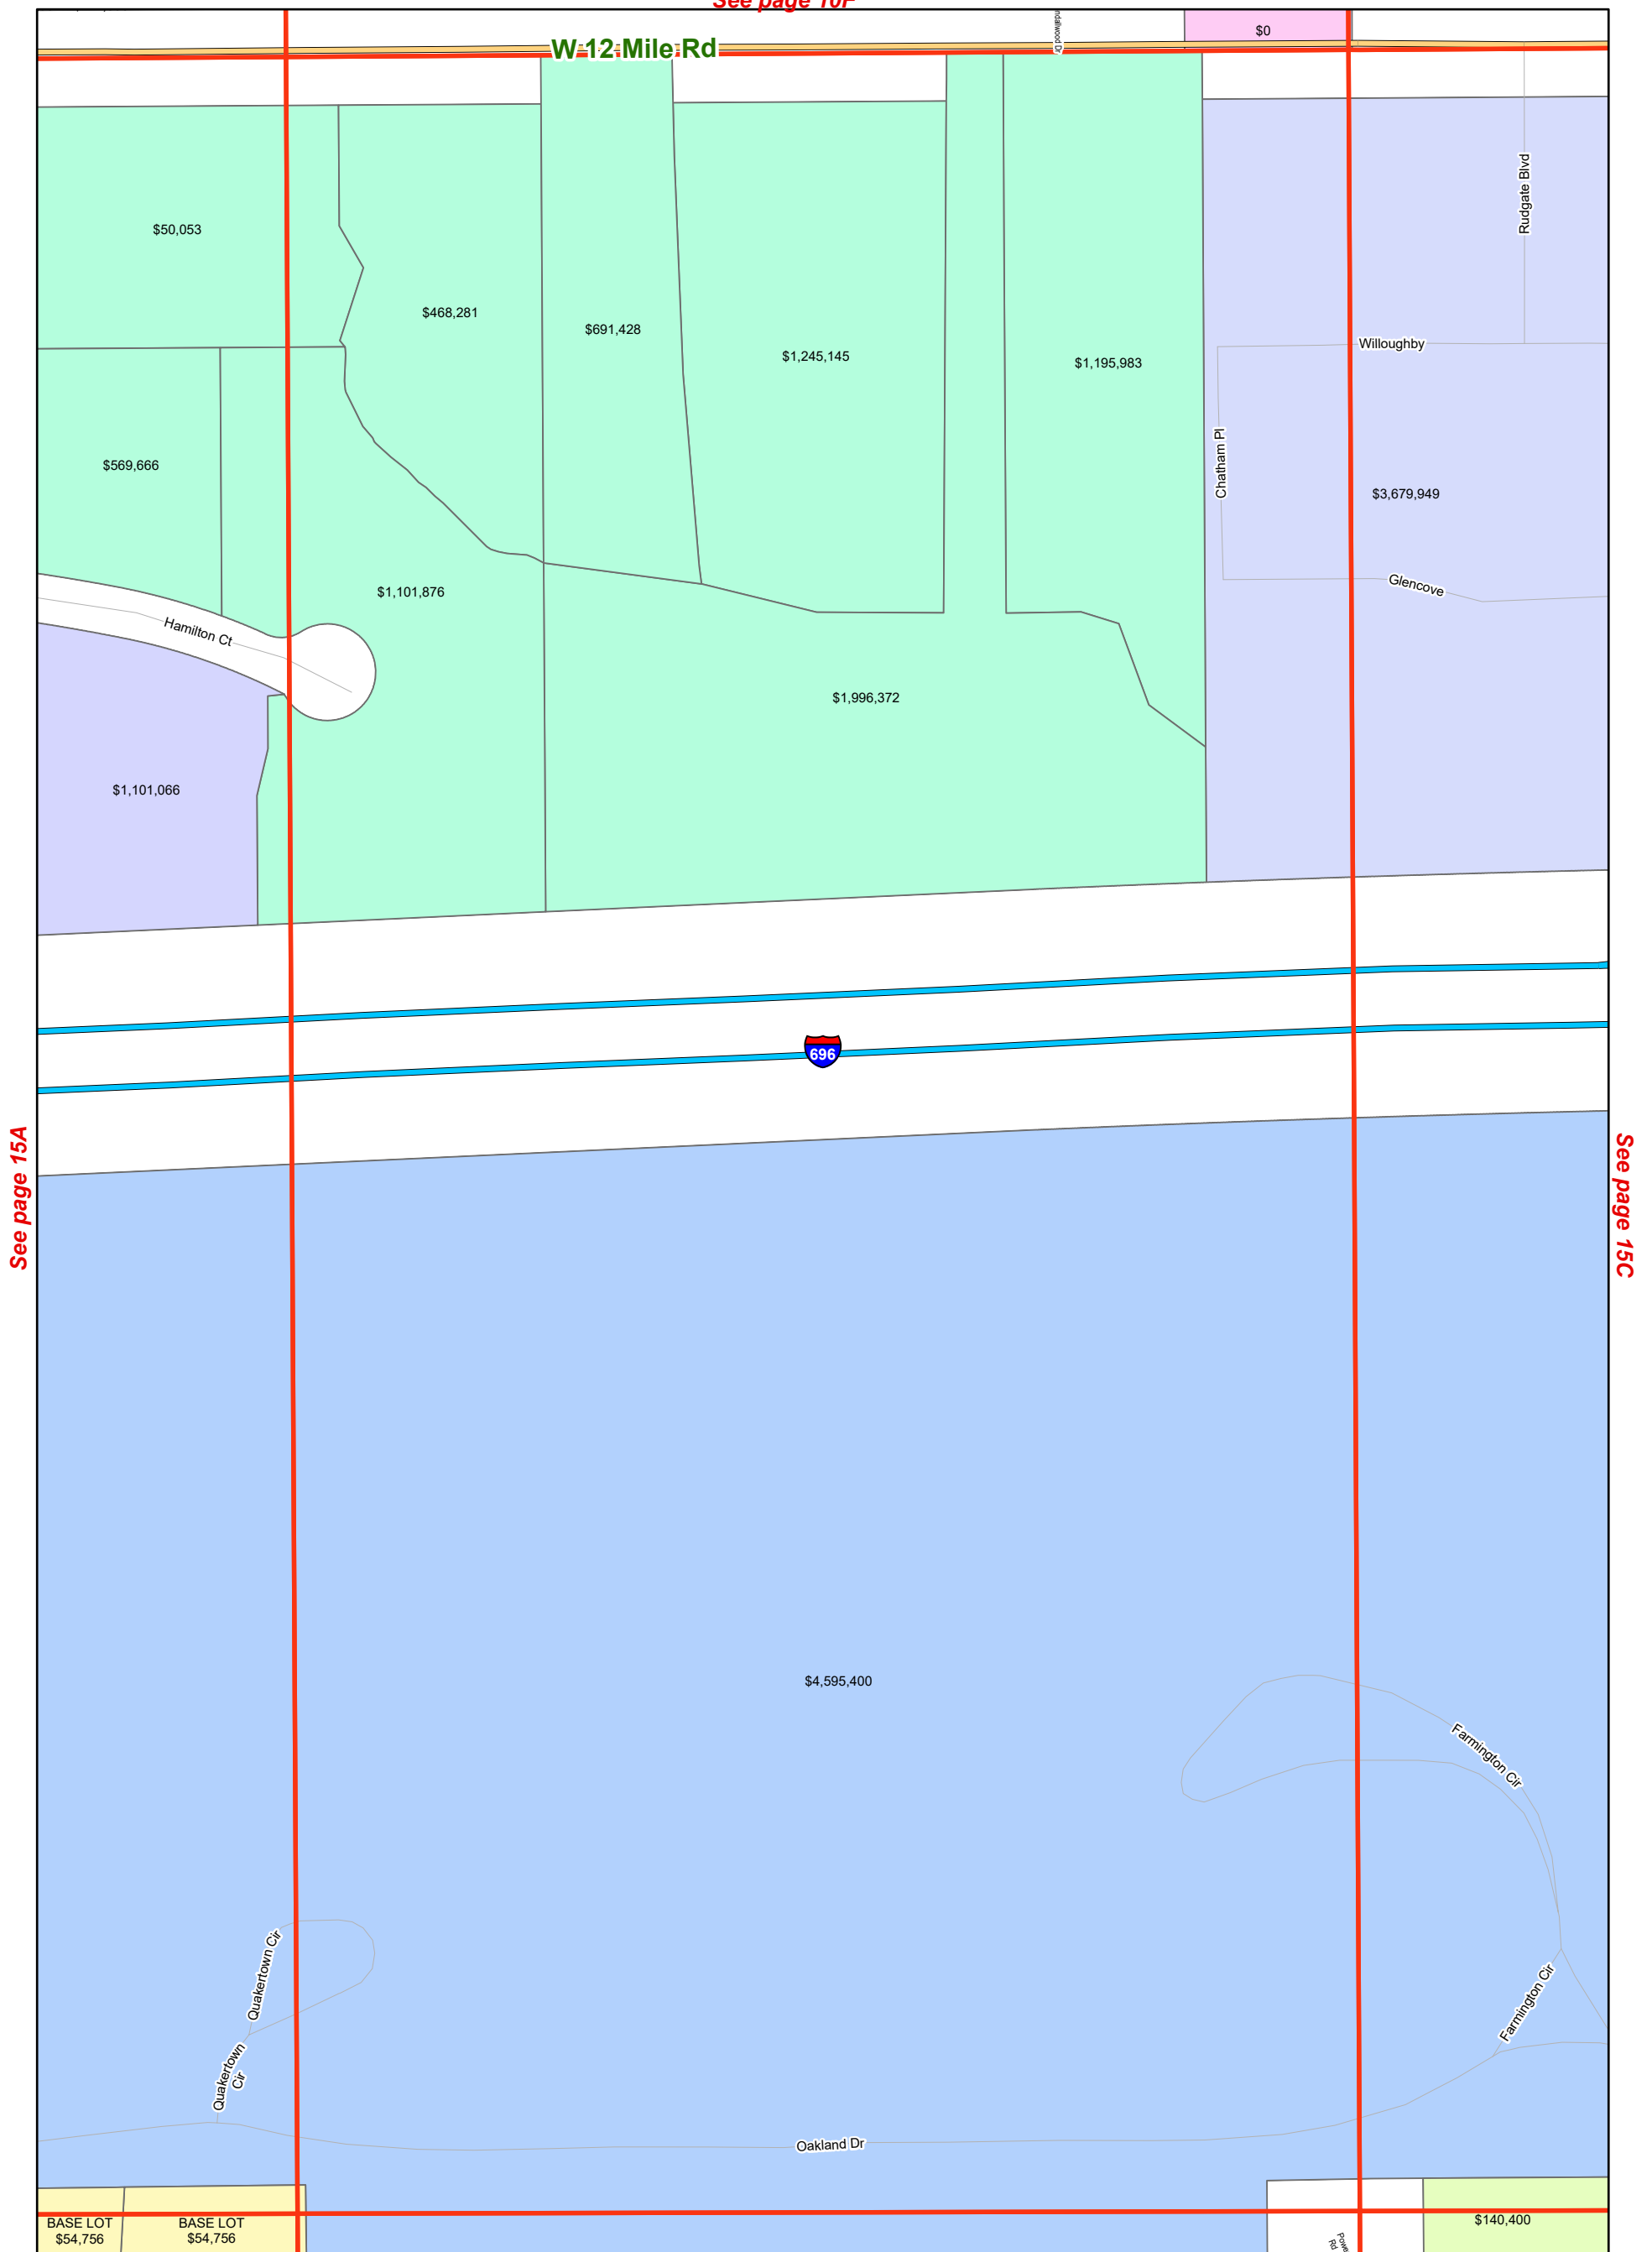 See page 10F
$0
W 12 Mile Rd
$50,053
Rudgate Blvd
$468,281
$691,428
Willoughby
$1,245,145
$1,195,983
$569,666
Chatham Pl
$3,679,949
Glencove
$1,101,876
Hamilton Ct
$1,996,372
$1,101,066
696
See page 15A
See page 15C
$4,595,400
Farmington Cir
Quakertown Cir
Farmington Cir
Quakertown
Cir
Oakland Dr
BASE LOT
$54,756
BASE LOT
$54,756
$140,400
Rd